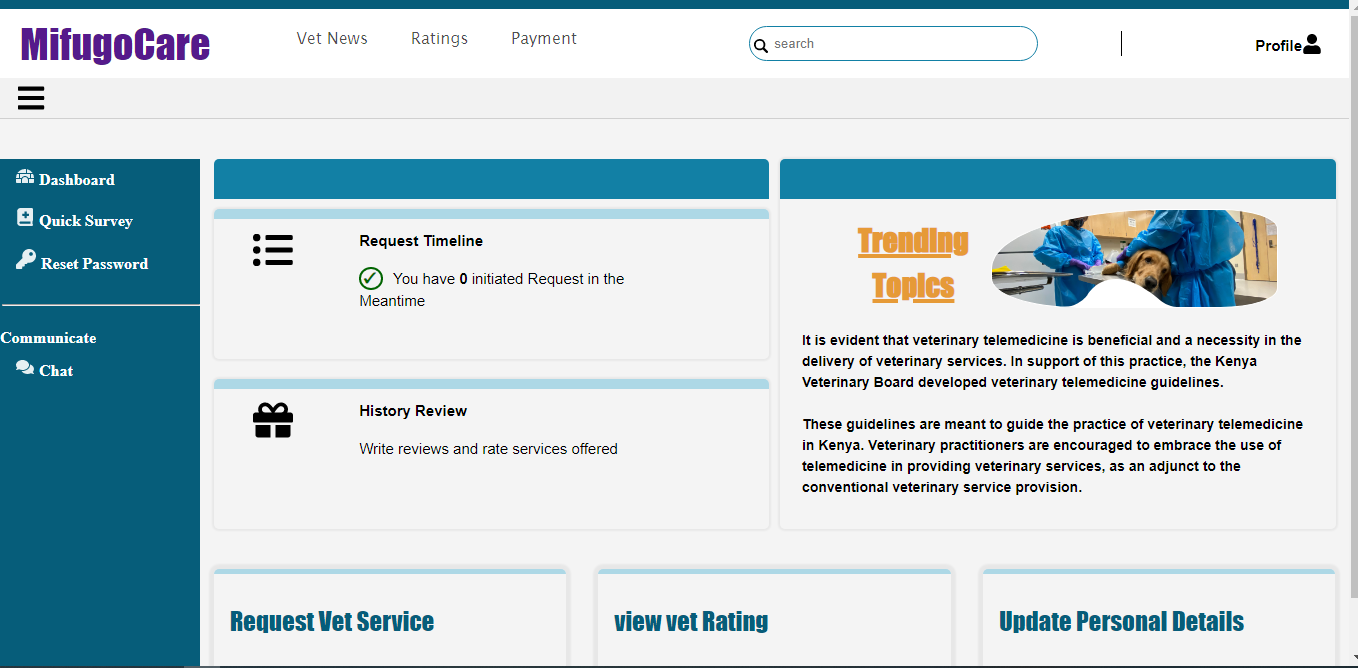 MifugoCare
Vet News
Ratings
Payment
search
Profile
Dashboard
Quick Survey
Reset Password
Communicate
Chat
Request Timeline
You have 0 initiated Request in the
Meantime
History Review
Write reviews and rate services offered
Trending
Topics
It is evident that veterinary telemedicine is beneficial and a necessity in the
delivery of veterinary services. In support of this practice, the Kenya
Veterinary Board developed veterinary telemedicine guidelines.
These guidelines are meant to guide the practice of veterinary telemedicine
in Kenya. Veterinary practitioners are encouraged to embrace the use of
telemedicine in providing veterinary services, as an adjunct to the
conventional veterinary service provision.
Request Vet Service
view vet Rating
Update Personal Details